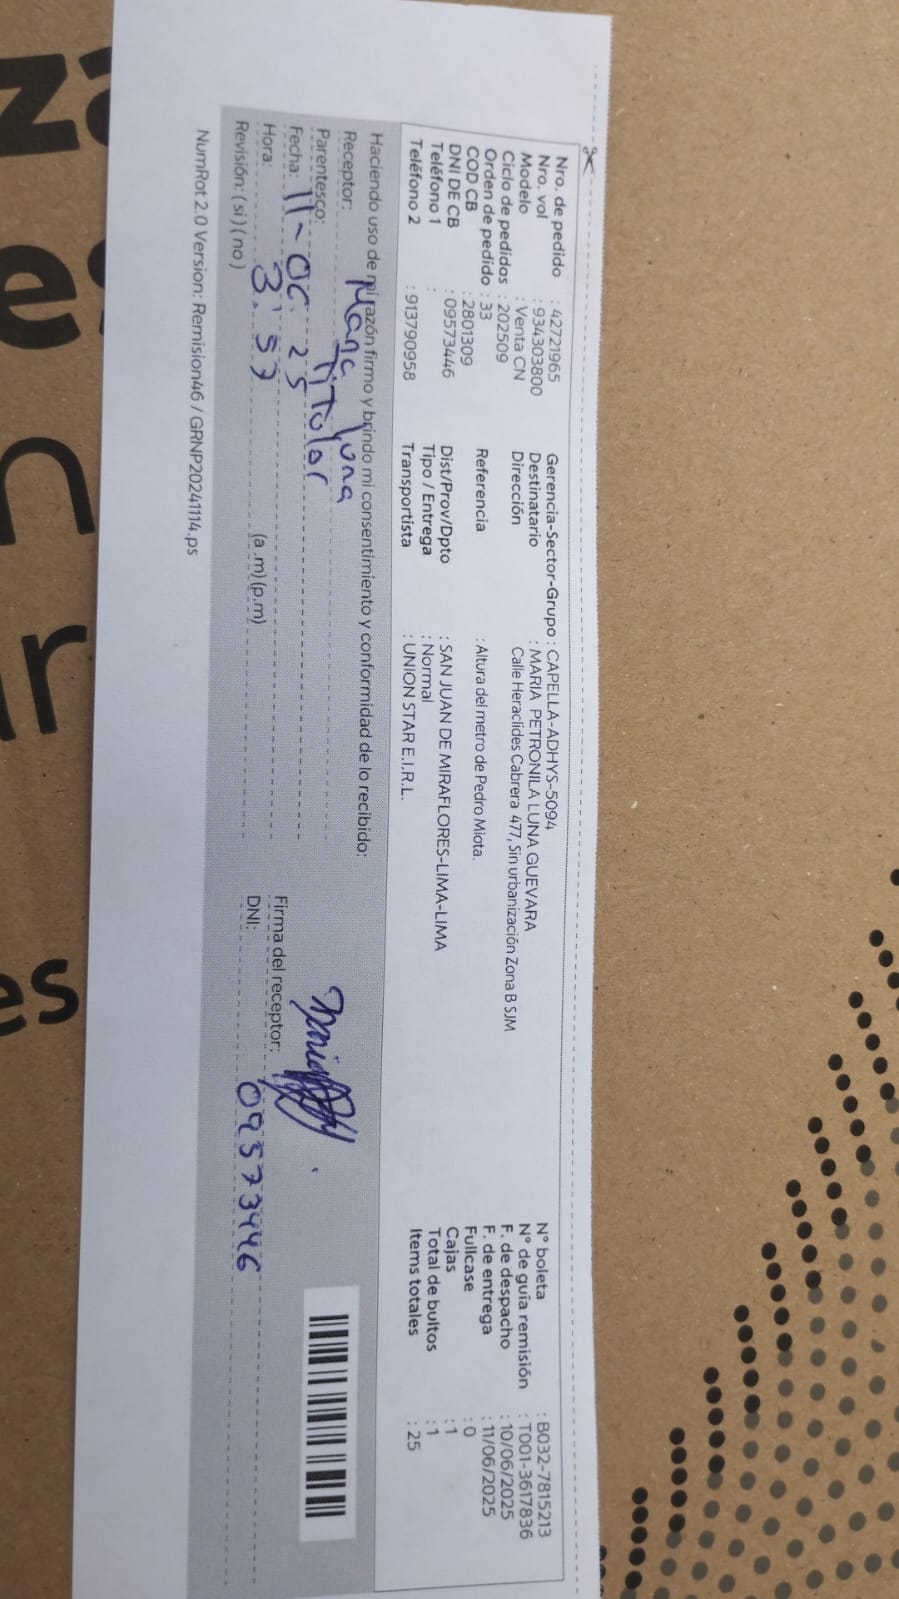 Nro. de pedido : 42721965
Nro. vol : 934303800
Modelo : Venta CN
Ciclo de pedidos : 202509
Orden de pedido : 33
COD CB : 2801309
DNI DE CB : 09573446
Teléfono 1 :
Teléfono 2 : 913790958
Gerencia-Sector-Grupo : CAPELLA-ADHYS-5094
Destinatario : MARIA PETRONILA LUNA GUEVARA
Dirección Calle Heraclides Cabrera 477, Sin urbanización Zona B SJM
Referencia : Altura del metro de Pedro Miota.
Dist/Prov/Dpto : SAN JUAN DE MIRAFLORES-LIMA-LIMA
Tipo / Entrega : Normal
Transportista : UNION STAR E.I.R.L.
N° boleta : B032-7815213
N° de guía remisión : T001-3617836
F. de despacho : 10/06/2025
F. de entrega : 11/06/2025
Fullcase : 0
Cajas : 1
Total de bultos : 1
Items totales : 25
Haciendo uso de mi razón firmo y brindo mi consentimiento y conformidad de lo recibido:
Receptor: Maria Luna
Parentesco: Titolar
Fecha: 11-06 25
Hora: 3:57 (a.m) (p.m)
Revisión: ( si ) ( no )
Firma del receptor:
DNI: 09573446
NumRot 2.0 Version: Remision46 / GRNP20241114.ps